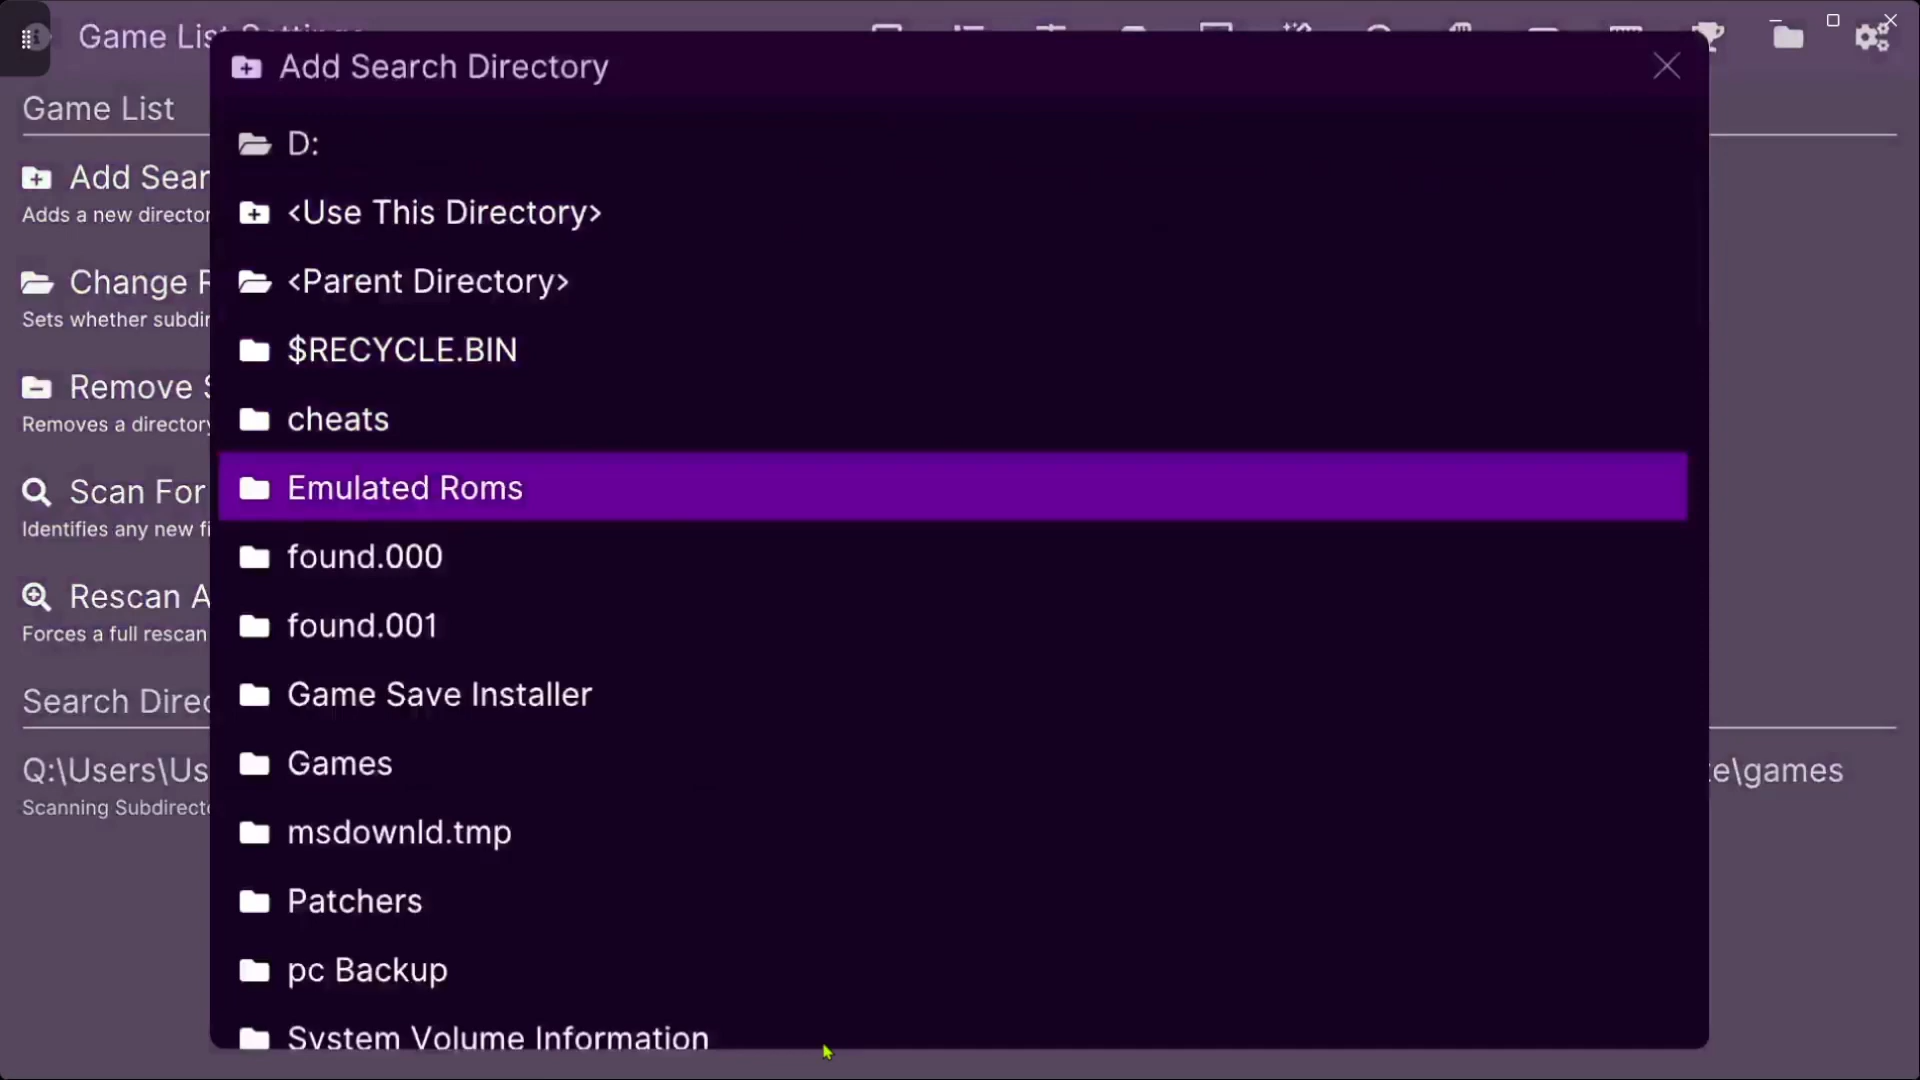 Game List Settings
Add Search Directory
Game List
D:
Add Sear
<Use This Directory>
Adds a new director
<Parent Directory>
Change
Sets whether subdir
$RECYCLE.BIN
Remove
cheats
Removes a directory
Scan For
Emulated Roms
Identifies any new fi
found.000
Rescan A
found.001
Forces a full rescan
Search Direc
Game Save Installer
Q:\Users\Us
Games
e\games
Scanning Subdirecto
msdownld.tmp
Patchers
pc Backup
System Volume Information